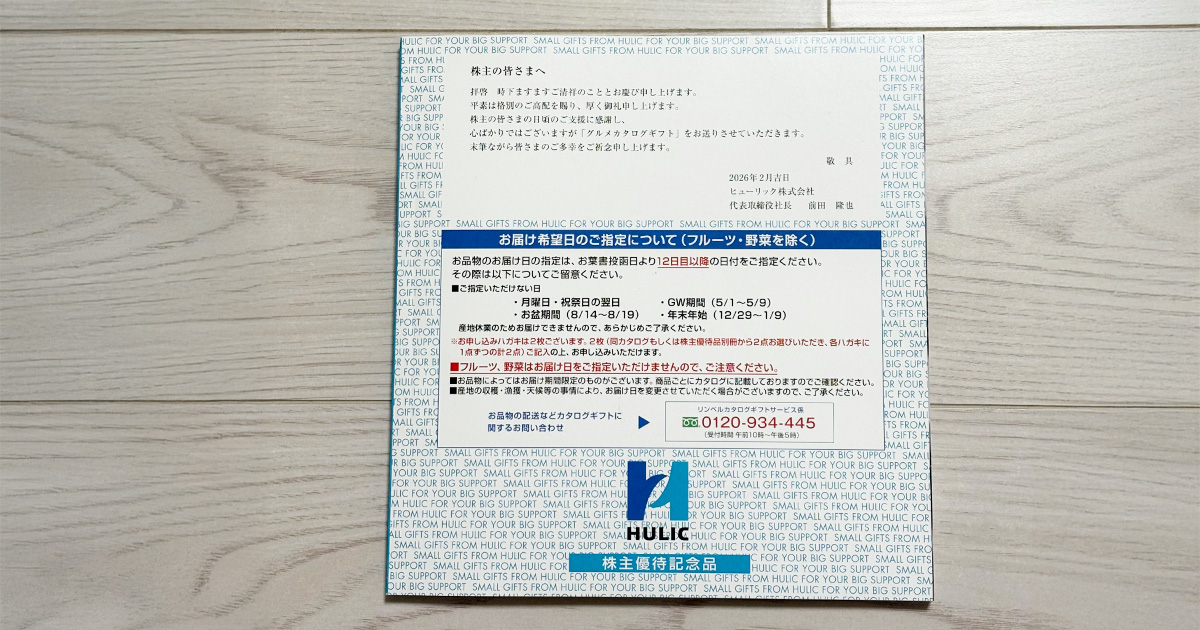 SMALL GIFTS FROM HULIC FOR YOUR BIG SUPPORT
株主の皆さまへ
拝啓　時下ますますご清祥のこととお慶び申し上げます。
平素は格別のご高配を賜り、厚く御礼申し上げます。
株主の皆さまの日頃のご支援に感謝し、
心ばかりではございますが「グルメカタログギフト」をお送りさせていただきます。
末筆ながら皆さまのご多幸をご祈念申し上げます。
敬　具
2026年2月吉日
ヒューリック株式会社
代表取締役社長　前田　隆也
SMALL GIFTS FROM HULIC FOR YOUR BIG SUPPORT
お届け希望日のご指定について（フルーツ・野菜を除く）
お品物のお届け日の指定は、お葉書投函日より12日目以降の日付をご指定ください。
その際は以下についてご留意ください。
■ご指定いただけない日
・月曜日・祝祭日の翌日　・GW期間（5/1～5/9）
・お盆期間（8/14～8/19）　・年末年始（12/29～1/9）
産地休業のためお届けできませんので、あらかじめご了承ください。
※お申し込みハガキは2枚ございます。2枚（同カタログもしくは株主優待品別冊から2点お選びいただき、各ハガキに
1点ずつの計2点）ご記入の上、お申し込みいただけます。
■フルーツ、野菜はお届け日をご指定いただけませんので、ご注意ください。
■お品物によってはお届け期間限定のものがございます。商品ごとにカタログに記載しておりますのでご確認ください。
■産地の収穫・漁獲・天候等の事情により、お届け日を変更させていただく場合がございますので、ご了承ください。
お品物の配送などカタログギフトに
関するお問い合わせ
リンベルカタログギフトサービス係
0120-934-445
（受付時間 午前10時～午後5時）
SMALL GIFTS FROM HULIC FOR YOUR BIG SUPPORT
HULIC
株主優待記念品